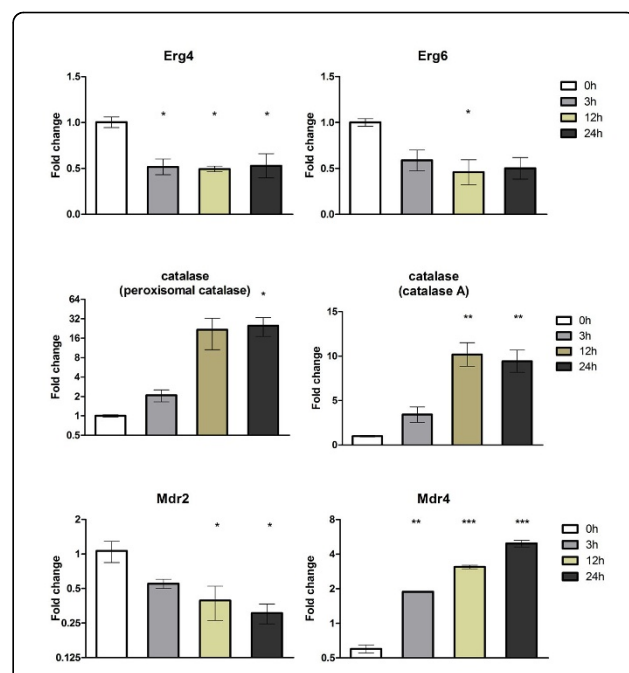 Erg4
1.5
1.0
0.5
0.0
Fold change
* * *
Erg6
1.5
1.0
0.5
0.0
Fold change
*
0h
3h
12h
24h
catalase
(peroxisomal catalase)
64
32
16
8
4
2
1
0.5
Fold change
*
catalase
(catalase A)
15
10
5
0
Fold change
** **
0h
3h
12h
24h
Mdr2
2
1
0.5
0.25
0.125
Fold change
* *
Mdr4
8
4
2
1
0.5
Fold change
** *** ***
0h
3h
12h
24h